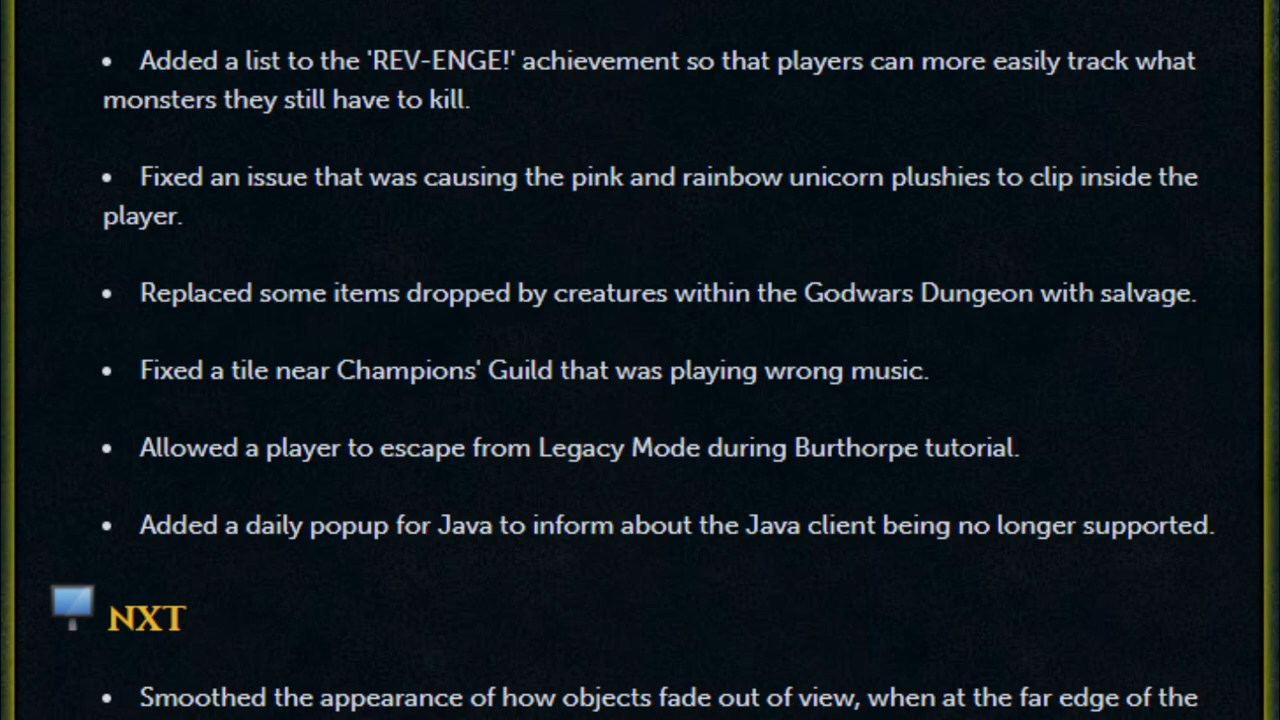 • Added a list to the 'REV-ENGE!' achievement so that players can more easily track what
monsters they still have to kill.
• Fixed an issue that was causing the pink and rainbow unicorn plushies to clip inside the
player.
• Replaced some items dropped by creatures within the Godwars Dungeon with salvage.
• Fixed a tile near Champions' Guild that was playing wrong music.
• Allowed a player to escape from Legacy Mode during Burthorpe tutorial.
• Added a daily popup for Java to inform about the Java client being no longer supported.
NXT
• Smoothed the appearance of how objects fade out of view, when at the far edge of the